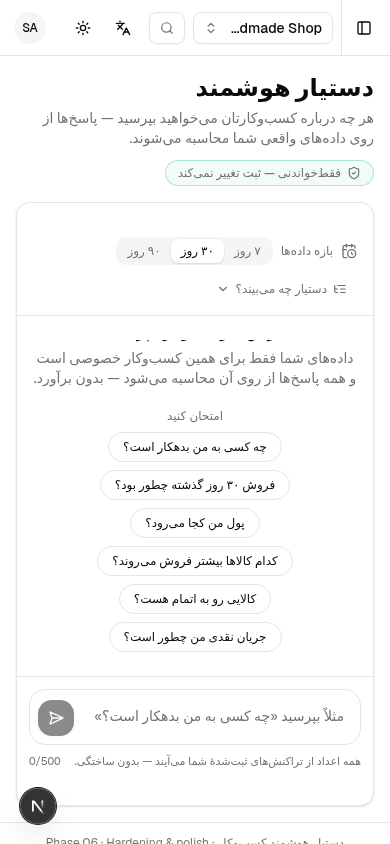 SA
...dmade Shop
دستیار هوشمند
هر چه درباره کسب‌وکارتان می‌خواهید بپرسید — پاسخ‌ها از
روی داده‌های واقعی شما محاسبه می‌شوند.
فقط‌خواندنی — ثبت تغییر نمی‌کند
بازه داده‌ها
۷ روز
۳۰ روز
۹۰ روز
دستیار چه می‌بیند؟
داده‌های شما فقط برای همین کسب‌وکار خصوصی است
و همه پاسخ‌ها از روی آن محاسبه می‌شود — بدون برآورد.
امتحان کنید
چه کسی به من بدهکار است؟
فروش ۳۰ روز گذشته چطور بود؟
پول من کجا می‌رود؟
کدام کالاها بیشتر فروش می‌روند؟
کالایی رو به اتمام هست؟
جریان نقدی من چطور است؟
مثلاً بپرسید «چه کسی به من بدهکار است؟»
همه اعداد از تراکنش‌های ثبت‌شدهٔ شما می‌آیند — بدون ساختگی.
0/500
N
دستیار هوشمند کسب‌وکار · Phase 06 · Hardening & polish